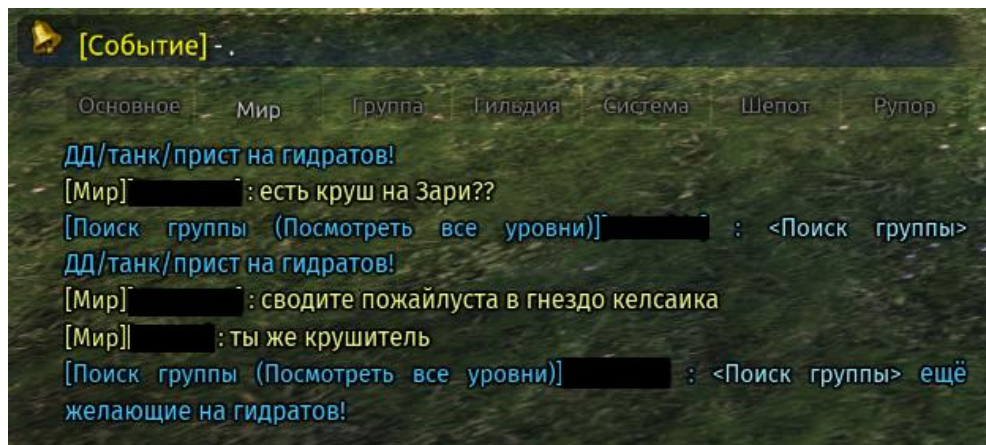 [Событие] - .
Основное Мир Группа Гильдия Система Шепот Рупор
ДД/танк/прист на гидратов!
[Мир][ ] : есть круш на Зари??
[Поиск группы (Посмотреть все уровни)][ ] : <Поиск группы>
ДД/танк/прист на гидратов!
[Мир][ ] : сводите пожайлуста в гнездо келсаика
[Мир][ : ты же крушитель
[Поиск группы (Посмотреть все уровни)] : <Поиск группы> ещё
желающие на гидратов!